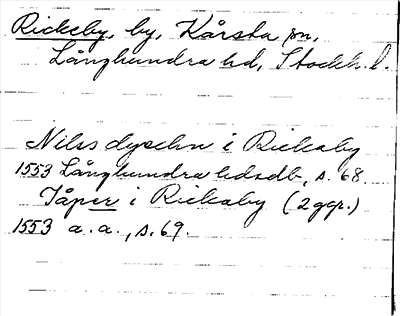 Rickeby, by, Kårsta sn,
Långhundra hd, Stockh. l.
Nilss dyschn i Rickaby
1553 Långhundra hdsdb, s. 68
Jåper i Rickaby (2 ggr.)
1553 a.a., s. 69.